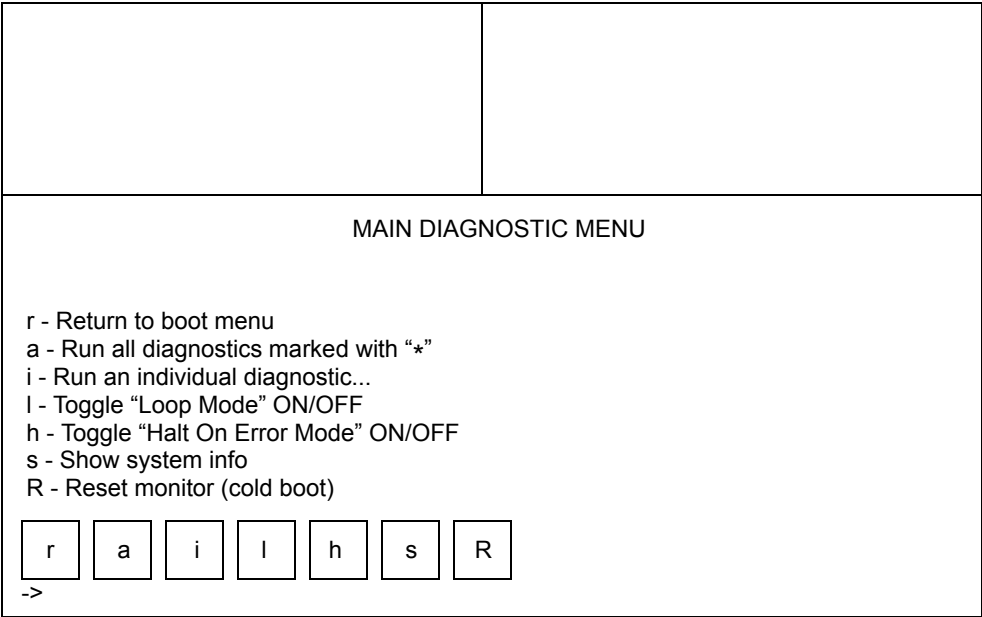 MAIN DIAGNOSTIC MENU
r - Return to boot menu
a - Run all diagnostics marked with “*”
i - Run an individual diagnostic...
l - Toggle “Loop Mode” ON/OFF
h - Toggle “Halt On Error Mode” ON/OFF
s - Show system info
R - Reset monitor (cold boot)
r a i l h s R
->